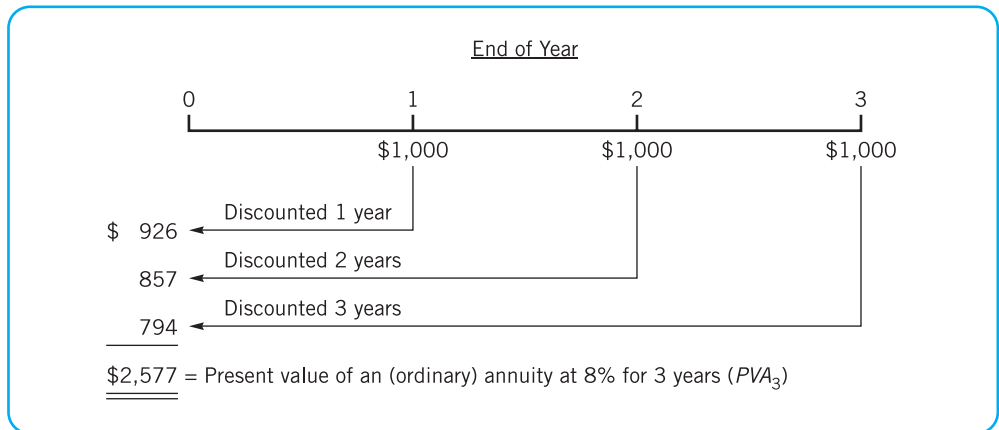 End of Year
0 1 2 3
$1,000 $1,000 $1,000
Discounted 1 year
$ 926
Discounted 2 years
857
Discounted 3 years
794
$2,577 = Present value of an (ordinary) annuity at 8% for 3 years (PVA₃)